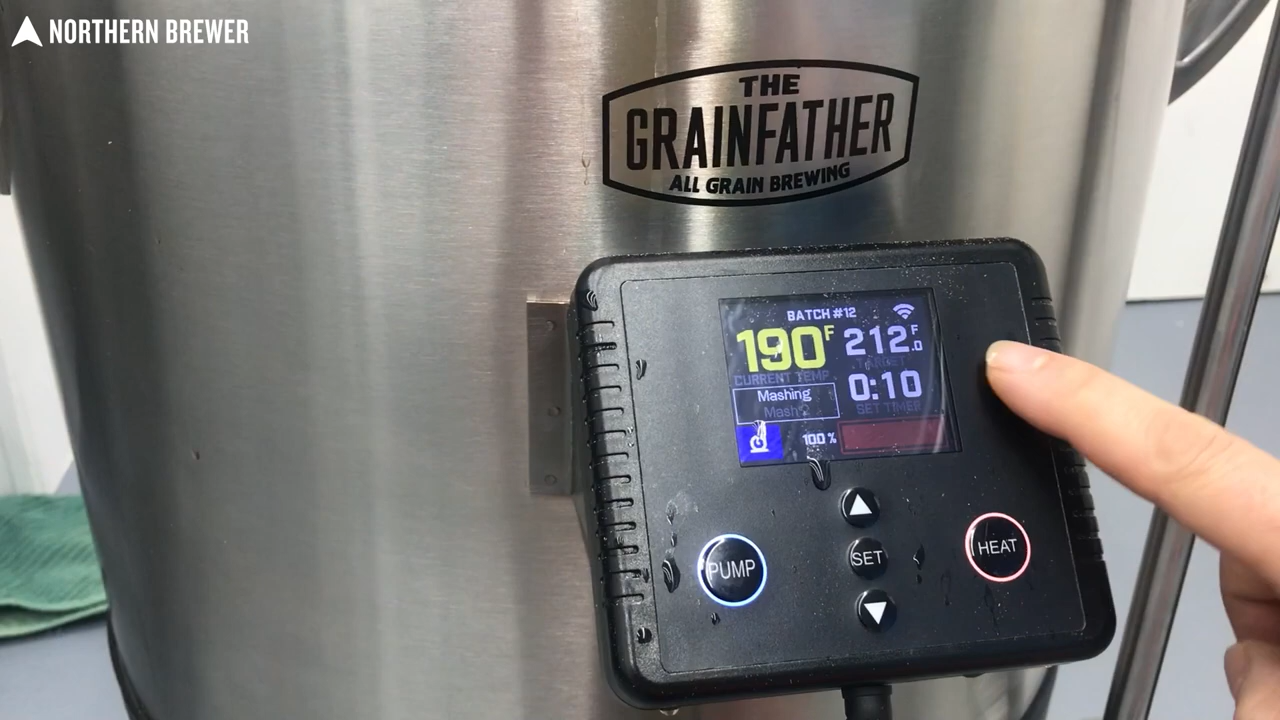 NORTHERN BREWER
THE
GRAINFATHER
ALL GRAIN BREWING
BATCH #12
190F 212.0F
CURRENT TEMP TARGET
Mashing 0:10
Mash 2 SET TIMER
100 %
PUMP SET HEAT